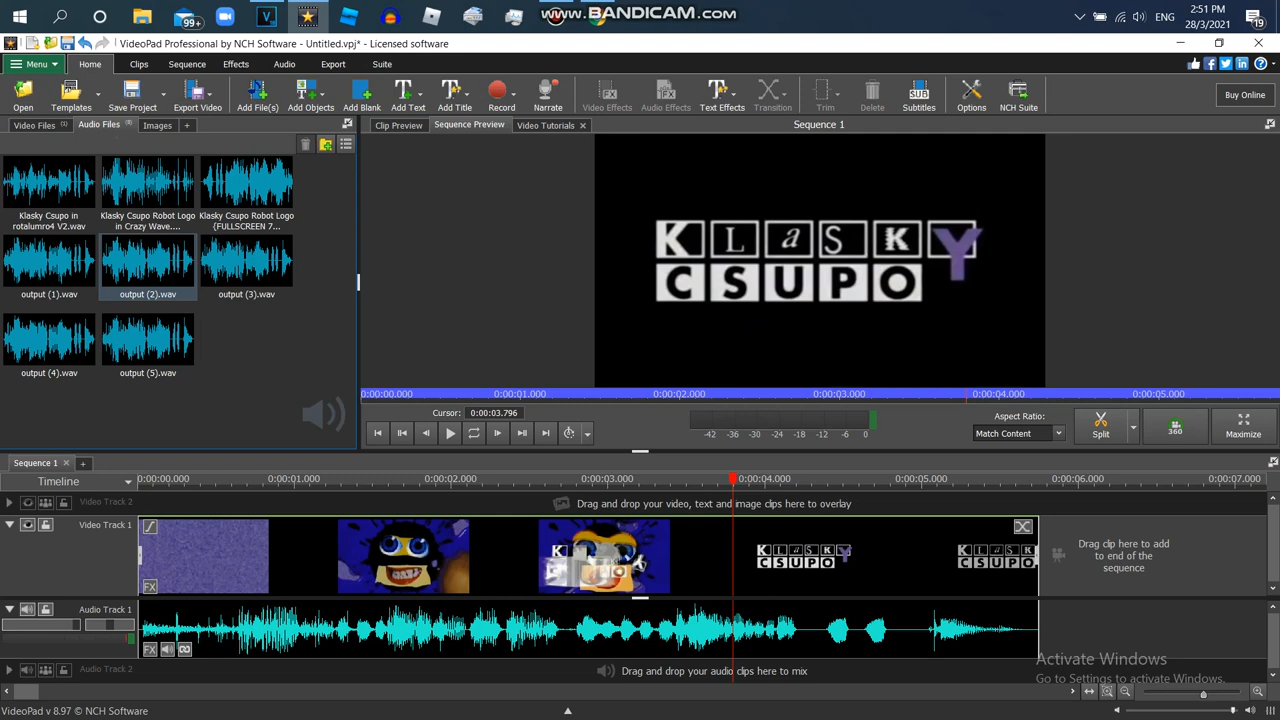 99+
www.BANDICAM.com
2:51 PM
ENG
28/3/2021
19
VideoPad Professional by NCH Software - Untitled.vpj* - Licensed software
Menu
Home
Clips
Sequence
Effects
Audio
Export
Suite
Open
Templates
Save Project
Export Video
Add File(s)
Add Objects
Add Blank
Add Text
Add Title
Record
Narrate
Video Effects
Audio Effects
Text Effects
Transition
Trim
Delete
Subtitles
Options
NCH Suite
Buy Online
Video Files (1)
Audio Files (8)
Images
+
Clip Preview
Sequence Preview
Video Tutorials
Sequence 1
Klasky Csupo in
rotalumro4 V2.wav
Klasky Csupo Robot Logo
in Crazy Wave....
Klasky Csupo Robot Logo
{FULLSCREEN 7...
output (1).wav
output (2).wav
output (3).wav
output (4).wav
output (5).wav
KLaSKY
CSUPO
0:00:00.000
0:00:01.000
0:00:02.000
0:00:03.000
0:00:04.000
0:00:05.000
Cursor:
0:00:03.796
-42 -36 -30 -24 -18 -12 -6 0
Aspect Ratio:
Match Content
Split
360
Maximize
Sequence 1
+
Timeline
0:00:00.000
0:00:01.000
0:00:02.000
0:00:03.000
0:00:04.000
0:00:05.000
0:00:06.000
0:00:07.000
Video Track 2
Drag and drop your video, text and image clips here to overlay
Video Track 1
FX
KLaSKY
CSUPO
KLaSK
CSUPO
Drag clip here to add
to end of the
sequence
Audio Track 1
FX
Audio Track 2
Drag and drop your audio clips here to mix
Activate Windows
Go to Settings to activate Windows.
VideoPad v 8.97 © NCH Software